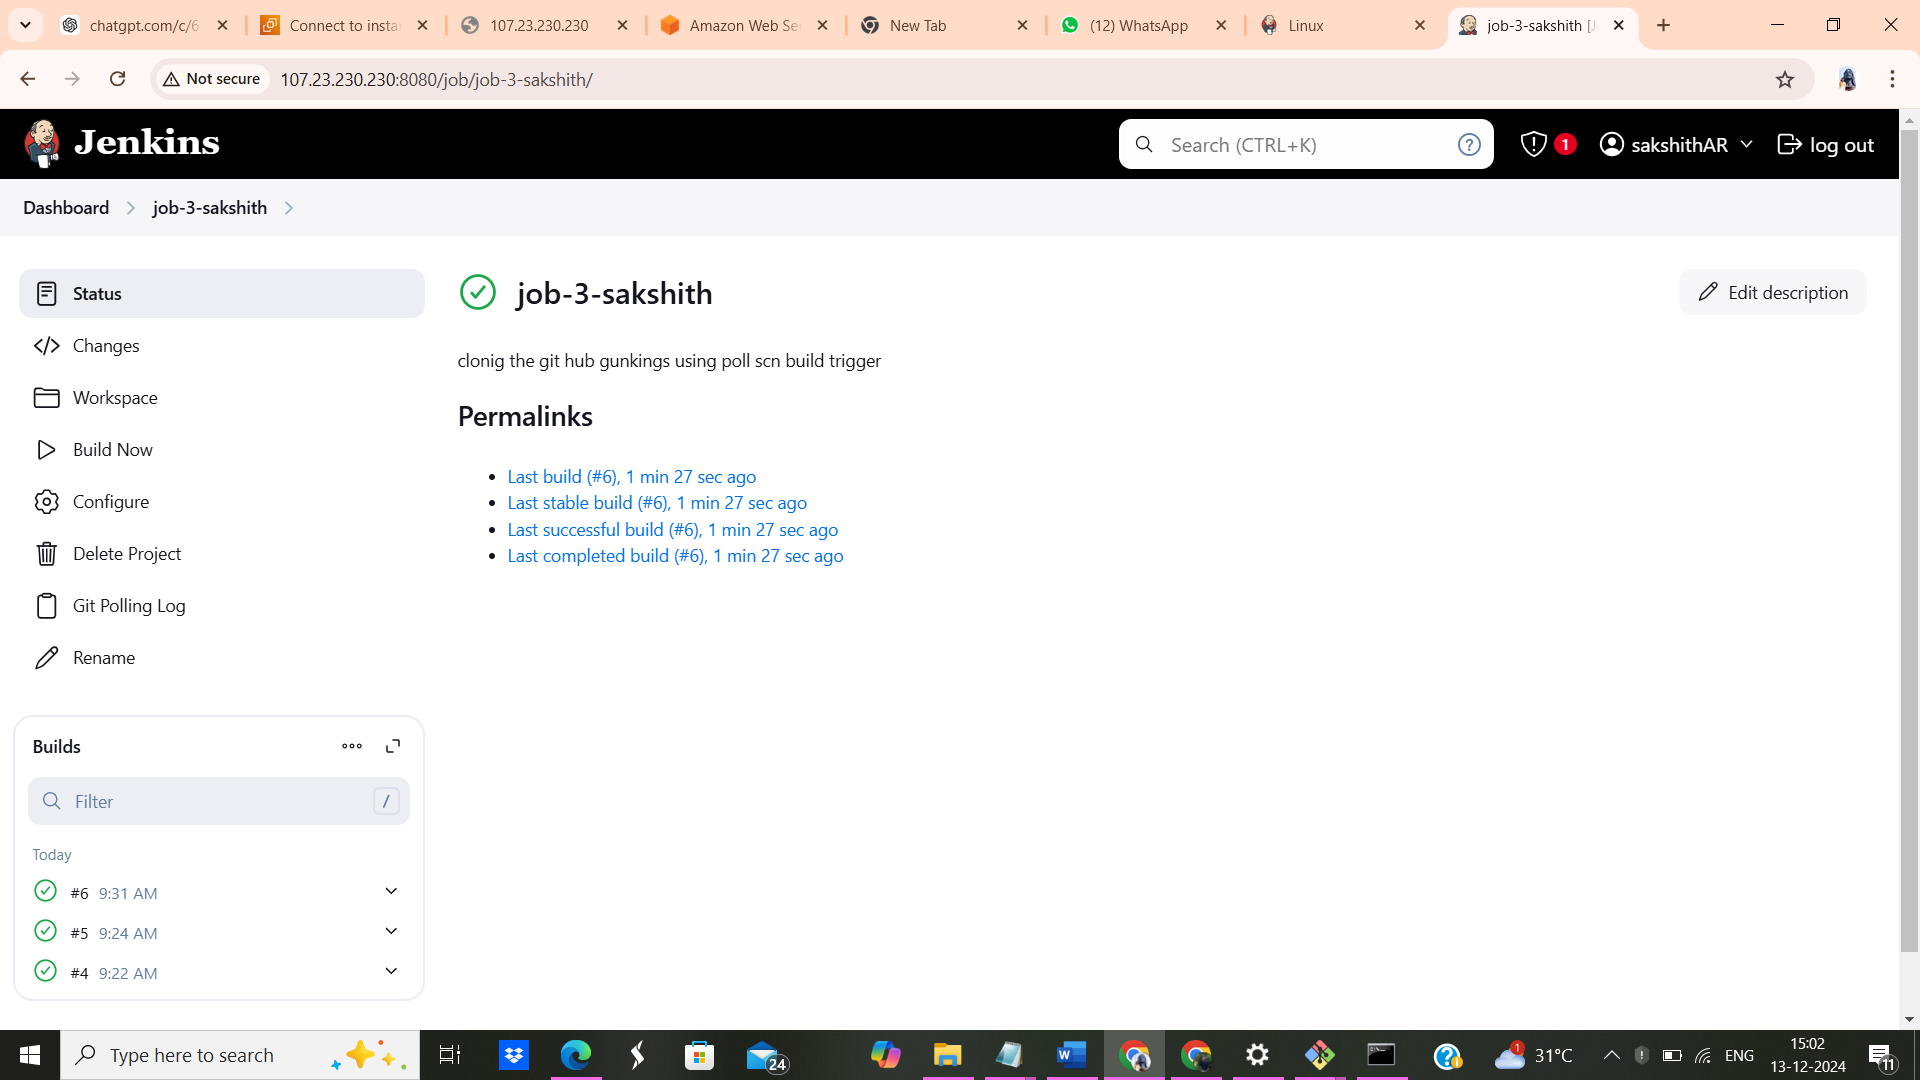 chatgpt.com/c/6
Connect to insta
107.23.230.230
Amazon Web Se
New Tab
(12) WhatsApp
Linux
job-3-sakshith [J
Not secure
107.23.230.230:8080/job/job-3-sakshith/
Jenkins
Search (CTRL+K)
?
1
sakshithAR
log out
Dashboard
job-3-sakshith
Status
Changes
Workspace
Build Now
Configure
Delete Project
Git Polling Log
Rename
job-3-sakshith
Edit description
clonig the git hub gunkings using poll scn build trigger
Permalinks
Last build (#6), 1 min 27 sec ago
Last stable build (#6), 1 min 27 sec ago
Last successful build (#6), 1 min 27 sec ago
Last completed build (#6), 1 min 27 sec ago
Builds
Filter
/
Today
#6 9:31 AM
#5 9:24 AM
#4 9:22 AM
Type here to search
24
1
31°C
ENG
15:02
13-12-2024
11